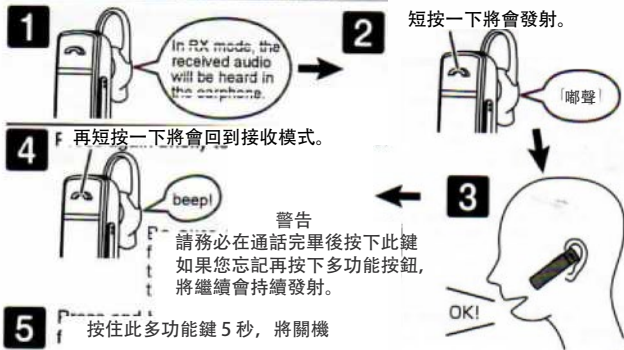 1
In RX mode, the
received audio
will be heard in
the earphone.
2
短按一下將會發射。
「嘟聲」
3
OK!
4
再短按一下將會回到接收模式。
beep!
警告
請務必在通話完畢後按下此鍵
如果您忘記再按下多功能按鈕,
將繼續會持續發射。
5
按住此多功能鍵 5 秒, 將關機